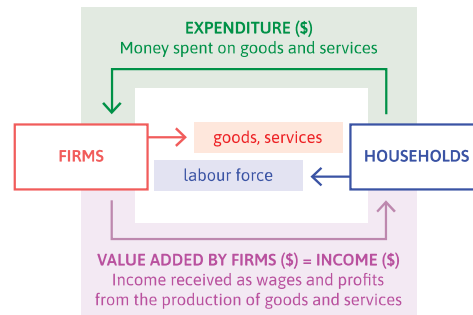 EXPENDITURE ($)
Money spent on goods and services
FIRMS
goods, services
HOUSEHOLDS
labour force
VALUE ADDED BY FIRMS ($) = INCOME ($)
Income received as wages and profits
from the production of goods and services